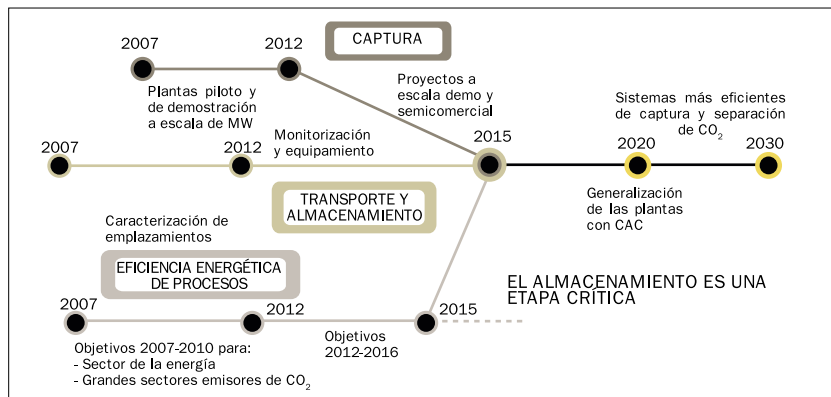 CAPTURA
2007
2012
Plantas piloto y
de demostración
a escala de MW
Proyectos a
escala demo y
semicomercial
Sistemas más eficientes
de captura y separación
de CO₂
2007
2012
Monitorización
y equipamiento
2015
2020
2030
TRANSPORTE Y
ALMACENAMIENTO
Generalización
de las plantas
con CAC
Caracterización de
emplazamientos
EFICIENCIA ENERGÉTICA
DE PROCESOS
EL ALMACENAMIENTO ES UNA
ETAPA CRÍTICA
2007
2012
2015
Objetivos 2007-2010 para:
- Sector de la energía
- Grandes sectores emisores de CO₂
Objetivos
2012-2016